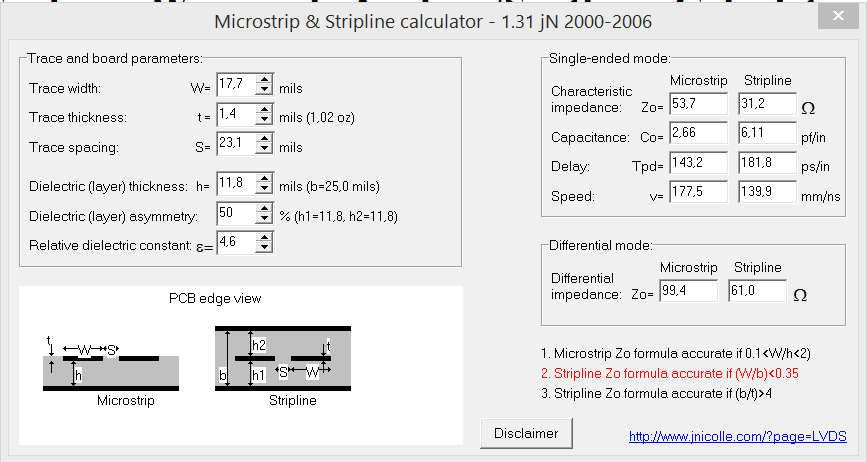 Microstrip & Stripline calculator - 1.31 jN 2000-2006
Trace and board parameters:
Trace width: W= 17,7 mils
Trace thickness: t= 1,4 mils (1,02 oz)
Trace spacing: S= 23,1 mils
Dielectric (layer) thickness: h= 11,8 mils (b=25,0 mils)
Dielectric (layer) asymmetry: 50 % (h1=11,8, h2=11,8)
Relative dielectric constant: ε= 4,6
PCB edge view
t W S h
Microstrip
b h2 h1 S W t
Stripline
Single-ended mode:
Microstrip Stripline
Characteristic
impedance: Zo= 53,7 31,2 Ω
Capacitance: Co= 2,66 6,11 pf/in
Delay: Tpd= 143,2 181,8 ps/in
Speed: v= 177,5 139,9 mm/ns
Differential mode:
Microstrip Stripline
Differential
impedance: Zo= 99,4 61,0 Ω
1. Microstrip Zo formula accurate if 0.1<W/h<2)
2. Stripline Zo formula accurate if (W/b)<0.35
3. Stripline Zo formula accurate if (b/t)>4
Disclaimer
http://www.jnicolle.com/?page=LVDS